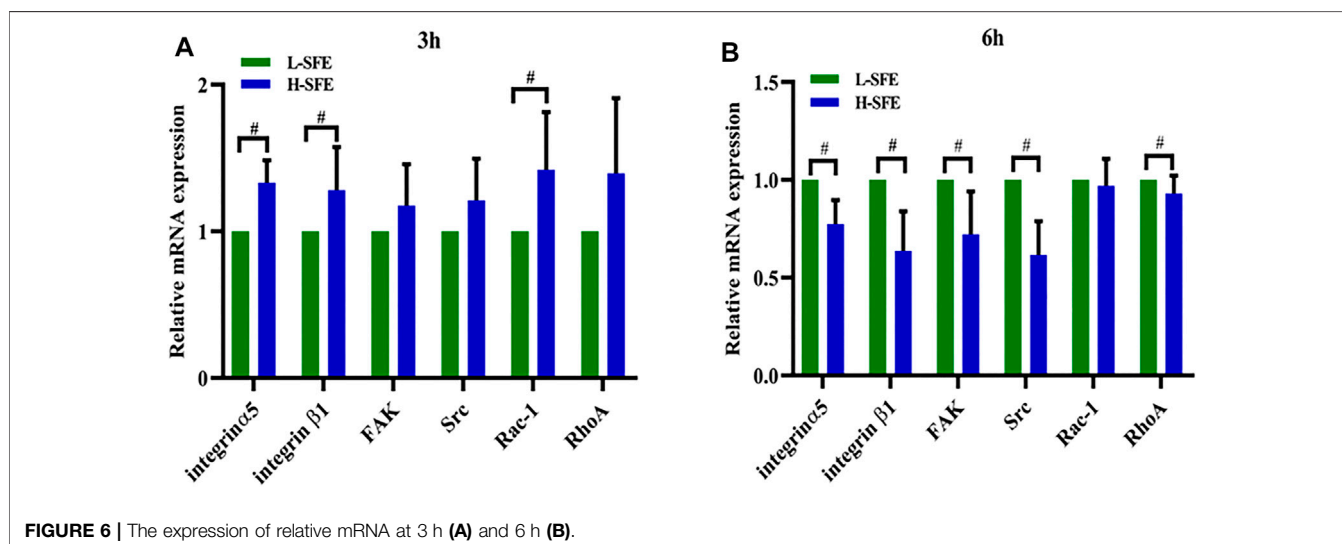 A
3h
L-SFE
H-SFE
Relative mRNA expression
2
1
0
#
#
#
integrinα5
integrin β1
FAK
Src
Rac-1
RhoA
B
6h
L-SFE
H-SFE
Relative mRNA expression
1.5
1.0
0.5
0.0
#
#
#
#
#
integrinα5
integrin β1
FAK
Src
Rac-1
RhoA
FIGURE 6 | The expression of relative mRNA at 3 h (A) and 6 h (B).